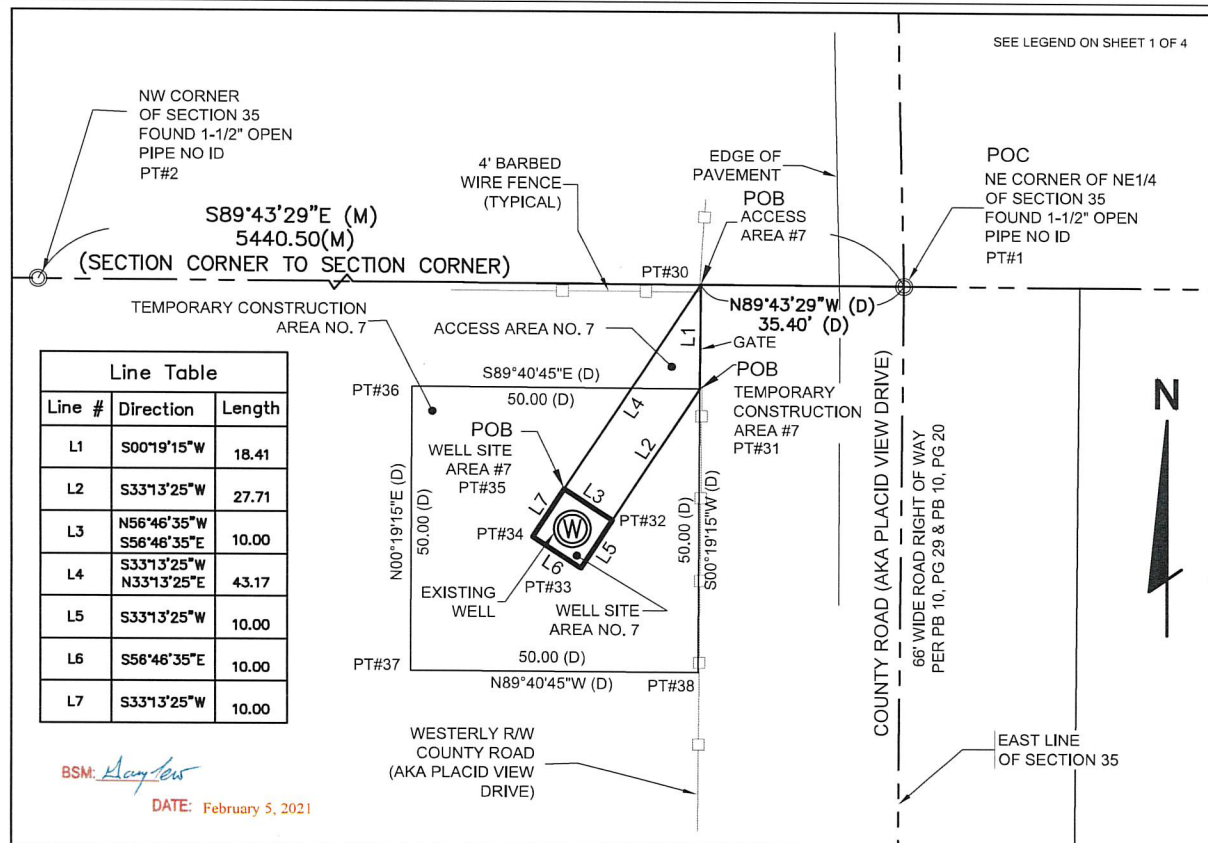 SEE LEGEND ON SHEET 1 OF 4
NW CORNER
OF SECTION 35
FOUND 1-1/2" OPEN
PIPE NO ID
PT#2
4' BARBED
WIRE FENCE
(TYPICAL)
EDGE OF
PAVEMENT
POB
ACCESS
AREA #7
POC
NE CORNER OF NE1/4
OF SECTION 35
FOUND 1-1/2" OPEN
PIPE NO ID
PT#1
S89°43'29"E (M)
5440.50(M)
(SECTION CORNER TO SECTION CORNER)
PT#30
N89°43'29"W (D)
35.40' (D)
TEMPORARY CONSTRUCTION
AREA NO. 7
ACCESS AREA NO. 7
L1
GATE
S89°40'45"E (D)
50.00 (D)
PT#36
POB
TEMPORARY
CONSTRUCTION
AREA #7
PT#31
L4
L2
POB
WELL SITE
AREA #7
PT#35
L7
L3
PT#34
W
PT#32
L5
L6
PT#33
EXISTING
WELL
WELL SITE
AREA NO. 7
N00°19'15"E (D)
50.00 (D)
50.00 (D)
S00°19'15"W (D)
PT#37
50.00 (D)
N89°40'45"W (D)
PT#38
COUNTY ROAD (AKA PLACID VIEW DRIVE)
66' WIDE ROAD RIGHT OF WAY
PER PB 10, PG 29 & PB 10, PG 20
N
WESTERLY R/W
COUNTY ROAD
(AKA PLACID VIEW
DRIVE)
EAST LINE
OF SECTION 35
Line Table
Line # Direction Length
L1 S00°19'15"W 18.41
L2 S33°13'25"W 27.71
L3 N56°46'35"W S56°46'35"E 10.00
L4 S33°13'25"W N33°13'25"E 43.17
L5 S33°13'25"W 10.00
L6 S56°46'35"E 10.00
L7 S33°13'25"W 10.00
BSM:
DATE: February 5, 2021